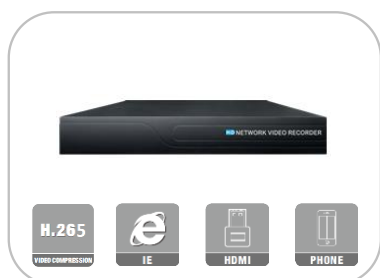 HD NETWORK VIDEO RECORDER
H.265
VIDEO COMPRESSION
IE
HDMI
PHONE